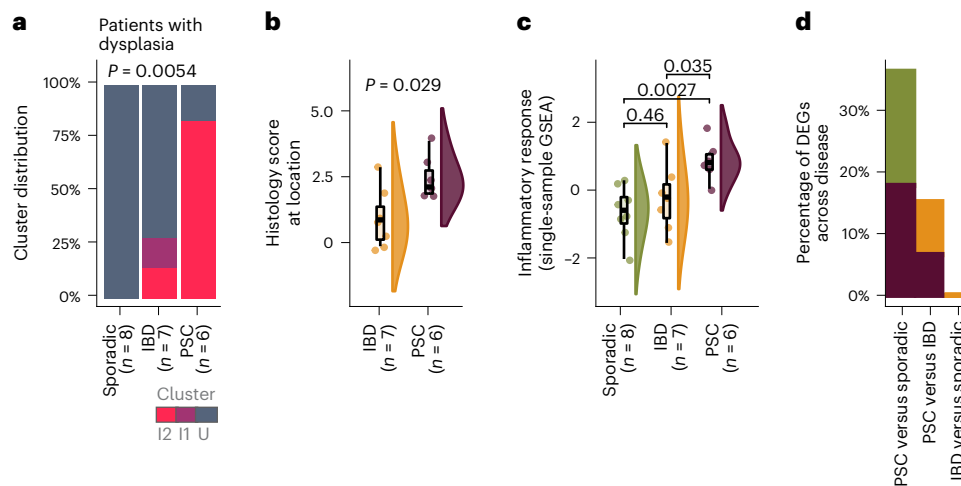 a
Patients with
dysplasia
P = 0.0054
Cluster distribution
100%
75%
50%
25%
0%
Sporadic
(n = 8)
IBD
(n = 7)
PSC
(n = 6)
Cluster
I2 I1 U
b
P = 0.029
Histology score
at location
5.0
2.5
0
IBD
(n = 7)
PSC
(n = 6)
c
0.035
0.0027
0.46
Inflammatory response
(single-sample GSEA)
2
0
−2
Sporadic
(n = 8)
IBD
(n = 7)
PSC
(n = 6)
d
Percentage of DEGs
across disease
30%
20%
10%
0%
PSC versus sporadic
PSC versus IBD
IBD versus sporadic